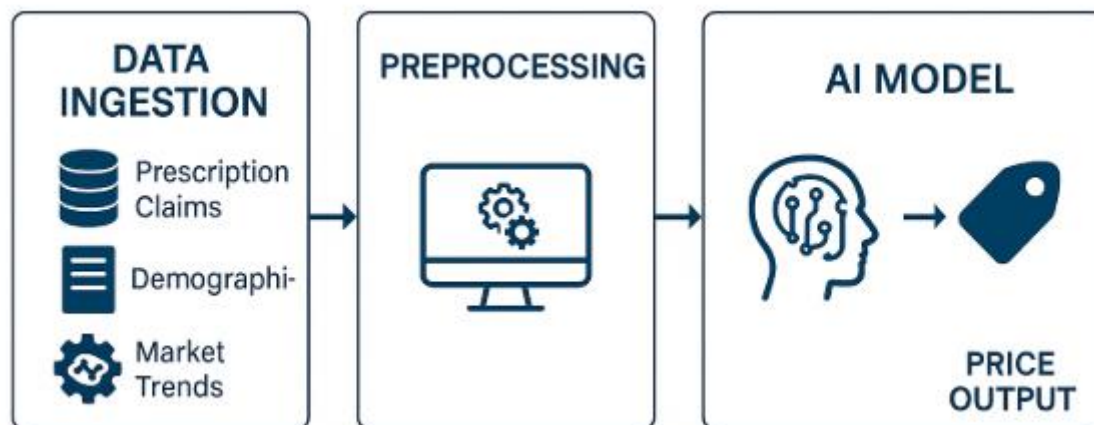 DATA
INGESTION
Prescription
Claims
Demographi-
Market
Trends
PREPROCESSING
AI MODEL
PRICE
OUTPUT